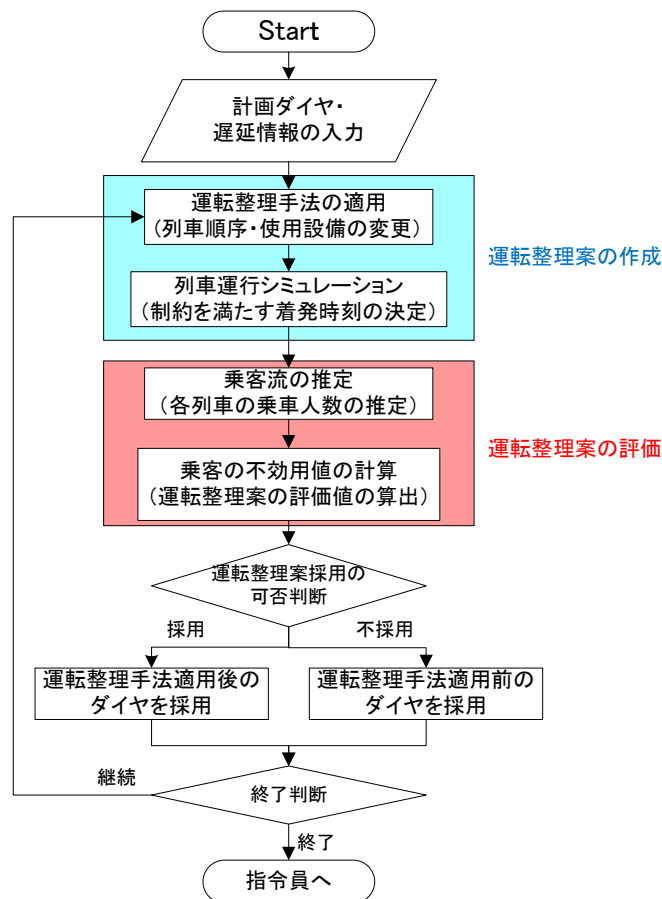 Start
計画ダイヤ・
遅延情報の入力
運転整理手法の適用
(列車順序・使用設備の変更)
運転整理案の作成
列車運行シミュレーション
(制約を満たす着発時刻の決定)
乗客流の推定
(各列車の乗車人数の推定)
運転整理案の評価
乗客の不効用値の計算
(運転整理案の評価値の算出)
運転整理案採用の
可否判断
採用
不採用
運転整理手法適用後の
ダイヤを採用
運転整理手法適用前の
ダイヤを採用
継続
終了判断
終了
指令員へ